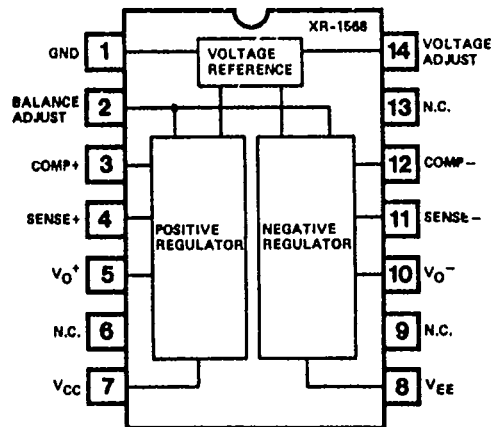 XR-1568
GND 1
VOLTAGE
REFERENCE
14 VOLTAGE
ADJUST
BALANCE
ADJUST 2
13 N.C.
COMP+ 3
12 COMP−
SENSE+ 4
11 SENSE−
POSITIVE
REGULATOR
NEGATIVE
REGULATOR
VO+ 5
10 VO−
N.C. 6
9 N.C.
VCC 7
8 VEE